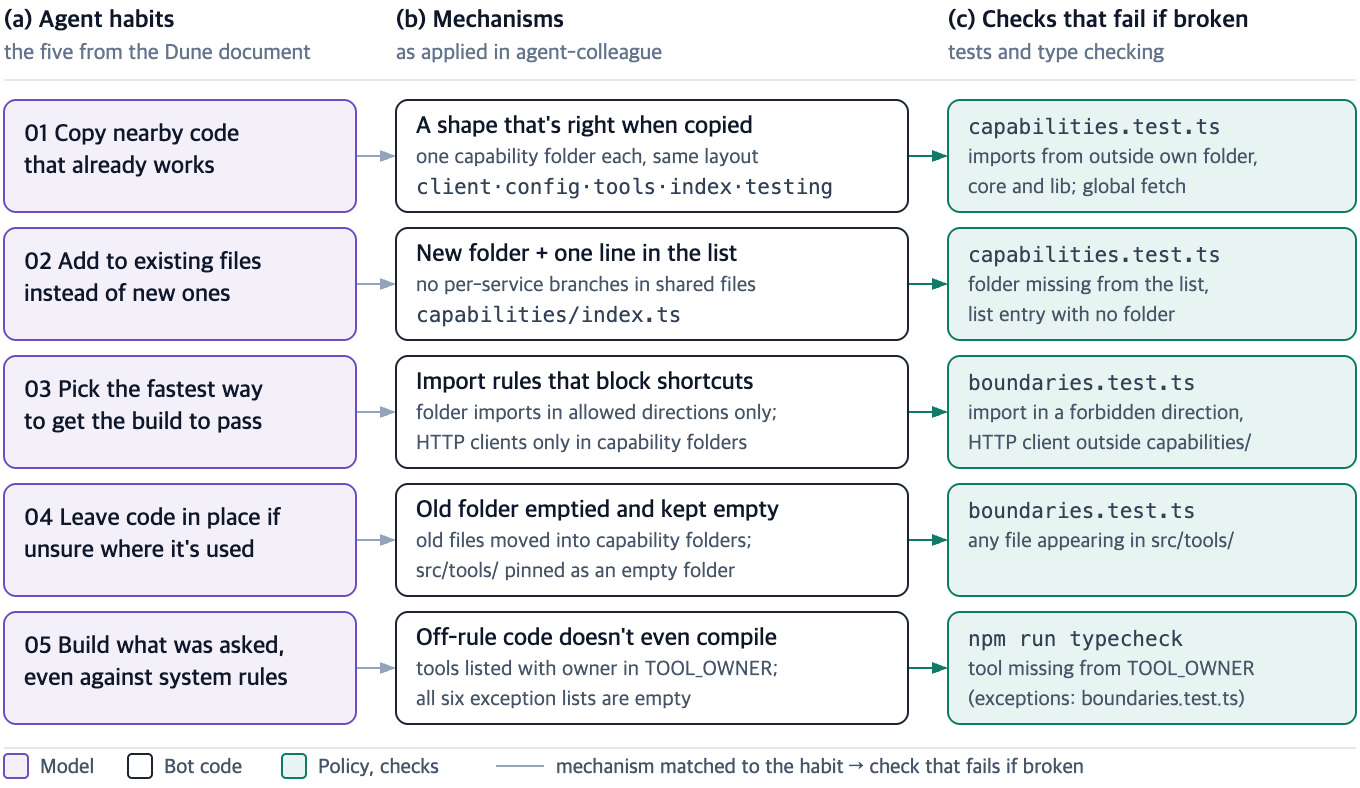 (a) Agent habits
the five from the Dune document
(b) Mechanisms
as applied in agent-colleague
(c) Checks that fail if broken
tests and type checking
01 Copy nearby code
that already works
A shape that's right when copied
one capability folder each, same layout
client·config·tools·index·testing
capabilities.test.ts
imports from outside own folder,
core and lib; global fetch
02 Add to existing files
instead of new ones
New folder + one line in the list
no per-service branches in shared files
capabilities/index.ts
capabilities.test.ts
folder missing from the list,
list entry with no folder
03 Pick the fastest way
to get the build to pass
Import rules that block shortcuts
folder imports in allowed directions only;
HTTP clients only in capability folders
boundaries.test.ts
import in a forbidden direction,
HTTP client outside capabilities/
04 Leave code in place if
unsure where it's used
Old folder emptied and kept empty
old files moved into capability folders;
src/tools/ pinned as an empty folder
boundaries.test.ts
any file appearing in src/tools/
05 Build what was asked,
even against system rules
Off-rule code doesn't even compile
tools listed with owner in TOOL_OWNER;
all six exception lists are empty
npm run typecheck
tool missing from TOOL_OWNER
(exceptions: boundaries.test.ts)
Model
Bot code
Policy, checks
mechanism matched to the habit → check that fails if broken